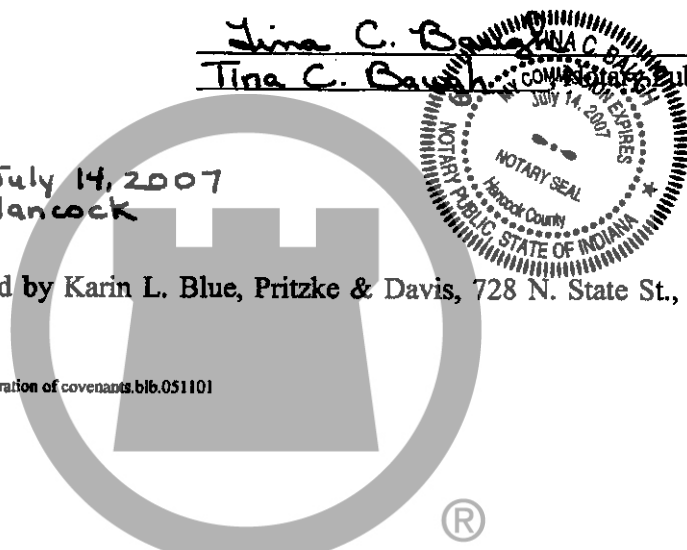 Tina C. Baugh
Tina C. Baugh, Notary Public
TINA C. BAUGH
MY COMMISSION EXPIRES
July 14, 2007
NOTARY SEAL
Hancock County
NOTARY PUBLIC, STATE OF INDIANA
July 14, 2007
Hancock
d by Karin L. Blue, Pritzke & Davis, 728 N. State St.,
ration of covenants.blb.051101
®